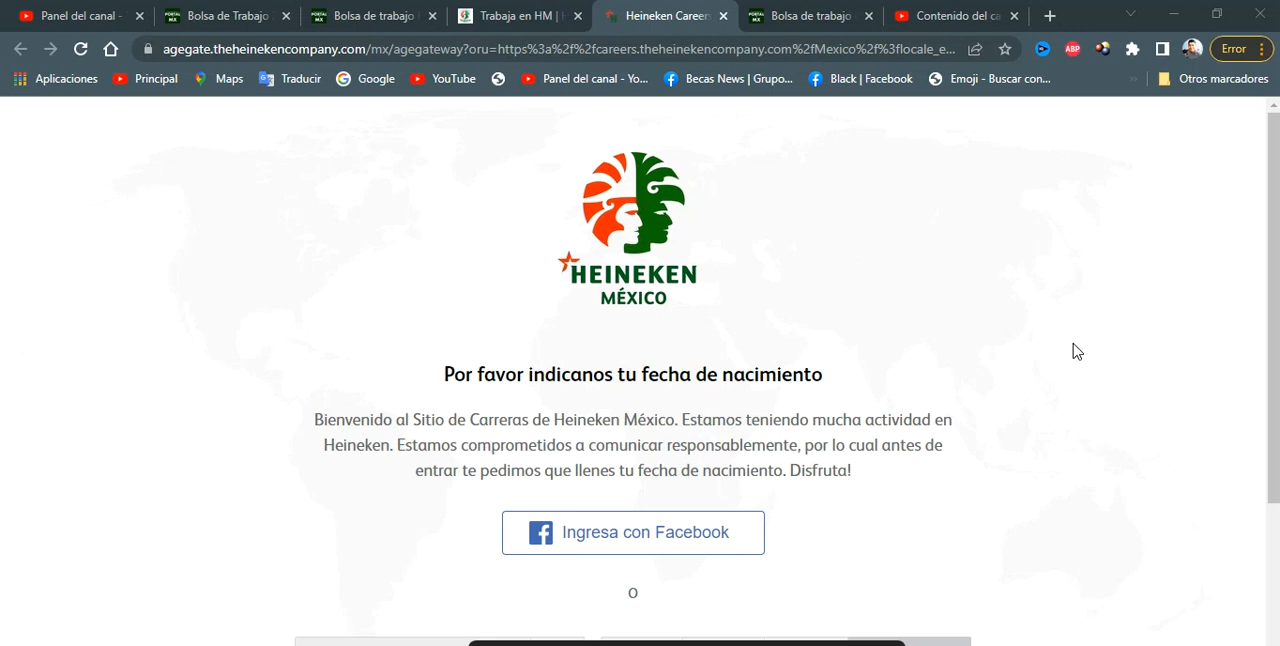 Panel del canal -
Bolsa de Trabajo
Bolsa de trabajo
Trabaja en HM | H
Heineken Careers
Bolsa de trabajo
Contenido del ca
agegate.theheinekencompany.com/mx/agegateway?oru=https%3a%2f%2fcareers.theheinekencompany.com%2fMexico%2f%3flocale_e...
ABP
Error
Aplicaciones
Principal
Maps
Traducir
Google
YouTube
Panel del canal - Yo...
Becas News | Grupo...
Black | Facebook
Emoji - Buscar con...
Otros marcadores
HEINEKEN
MÉXICO
Por favor indicanos tu fecha de nacimiento
Bienvenido al Sitio de Carreras de Heineken México. Estamos teniendo mucha actividad en
Heineken. Estamos comprometidos a comunicar responsablemente, por lo cual antes de
entrar te pedimos que llenes tu fecha de nacimiento. Disfruta!
Ingresa con Facebook
O